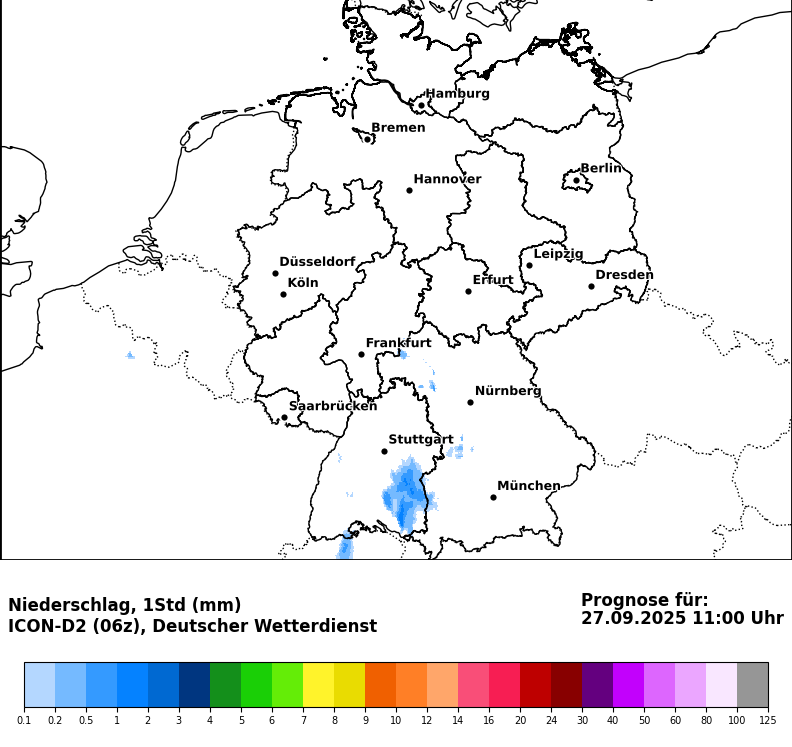 Hamburg
Bremen
Berlin
Hannover
Leipzig
Düsseldorf
Dresden
Köln
Erfurt
Frankfurt
Nürnberg
Saarbrücken
Stuttgart
München
Niederschlag, 1Std (mm)
ICON-D2 (06z), Deutscher Wetterdienst
Prognose für:
27.09.2025 11:00 Uhr
0.1 0.2 0.5 1 2 3 4 5 6 7 8 9 10 12 14 16 20 24 30 40 50 60 80 100 125